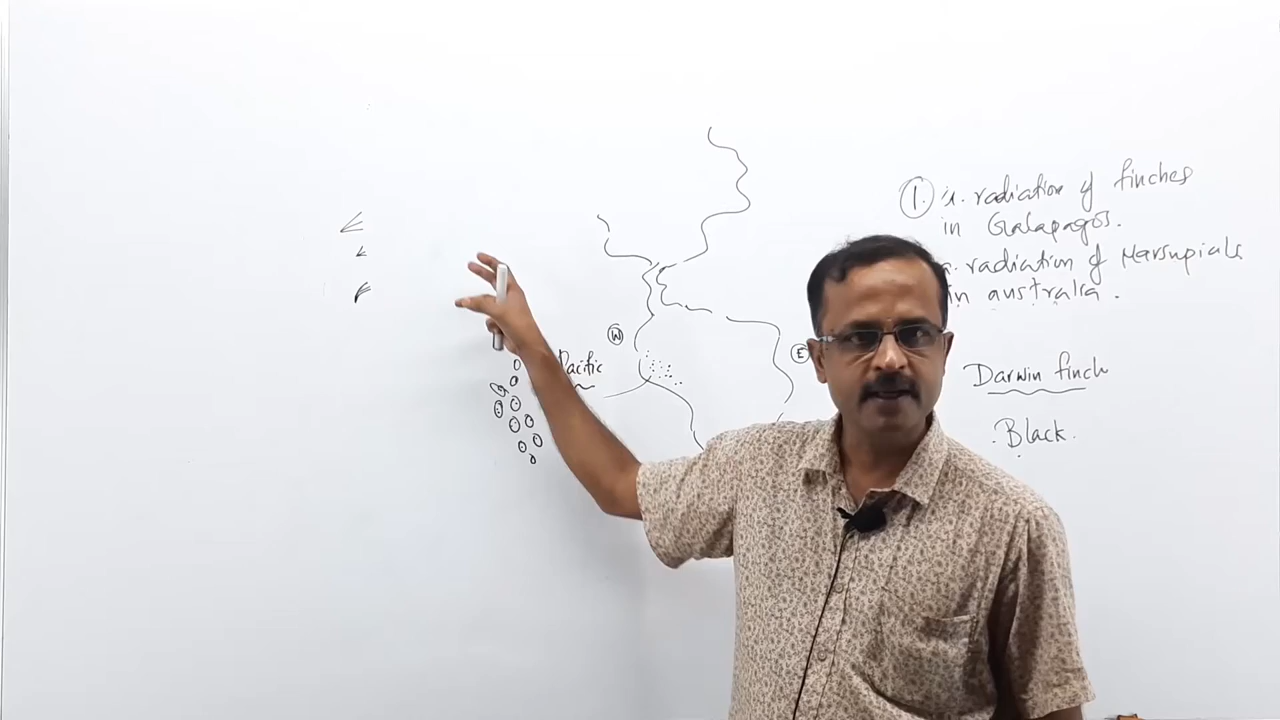 1. radiation of finches
in Galapagos.
radiation of Marsupials
in australia.
W
Pacific
E
Darwin finch
.Black.